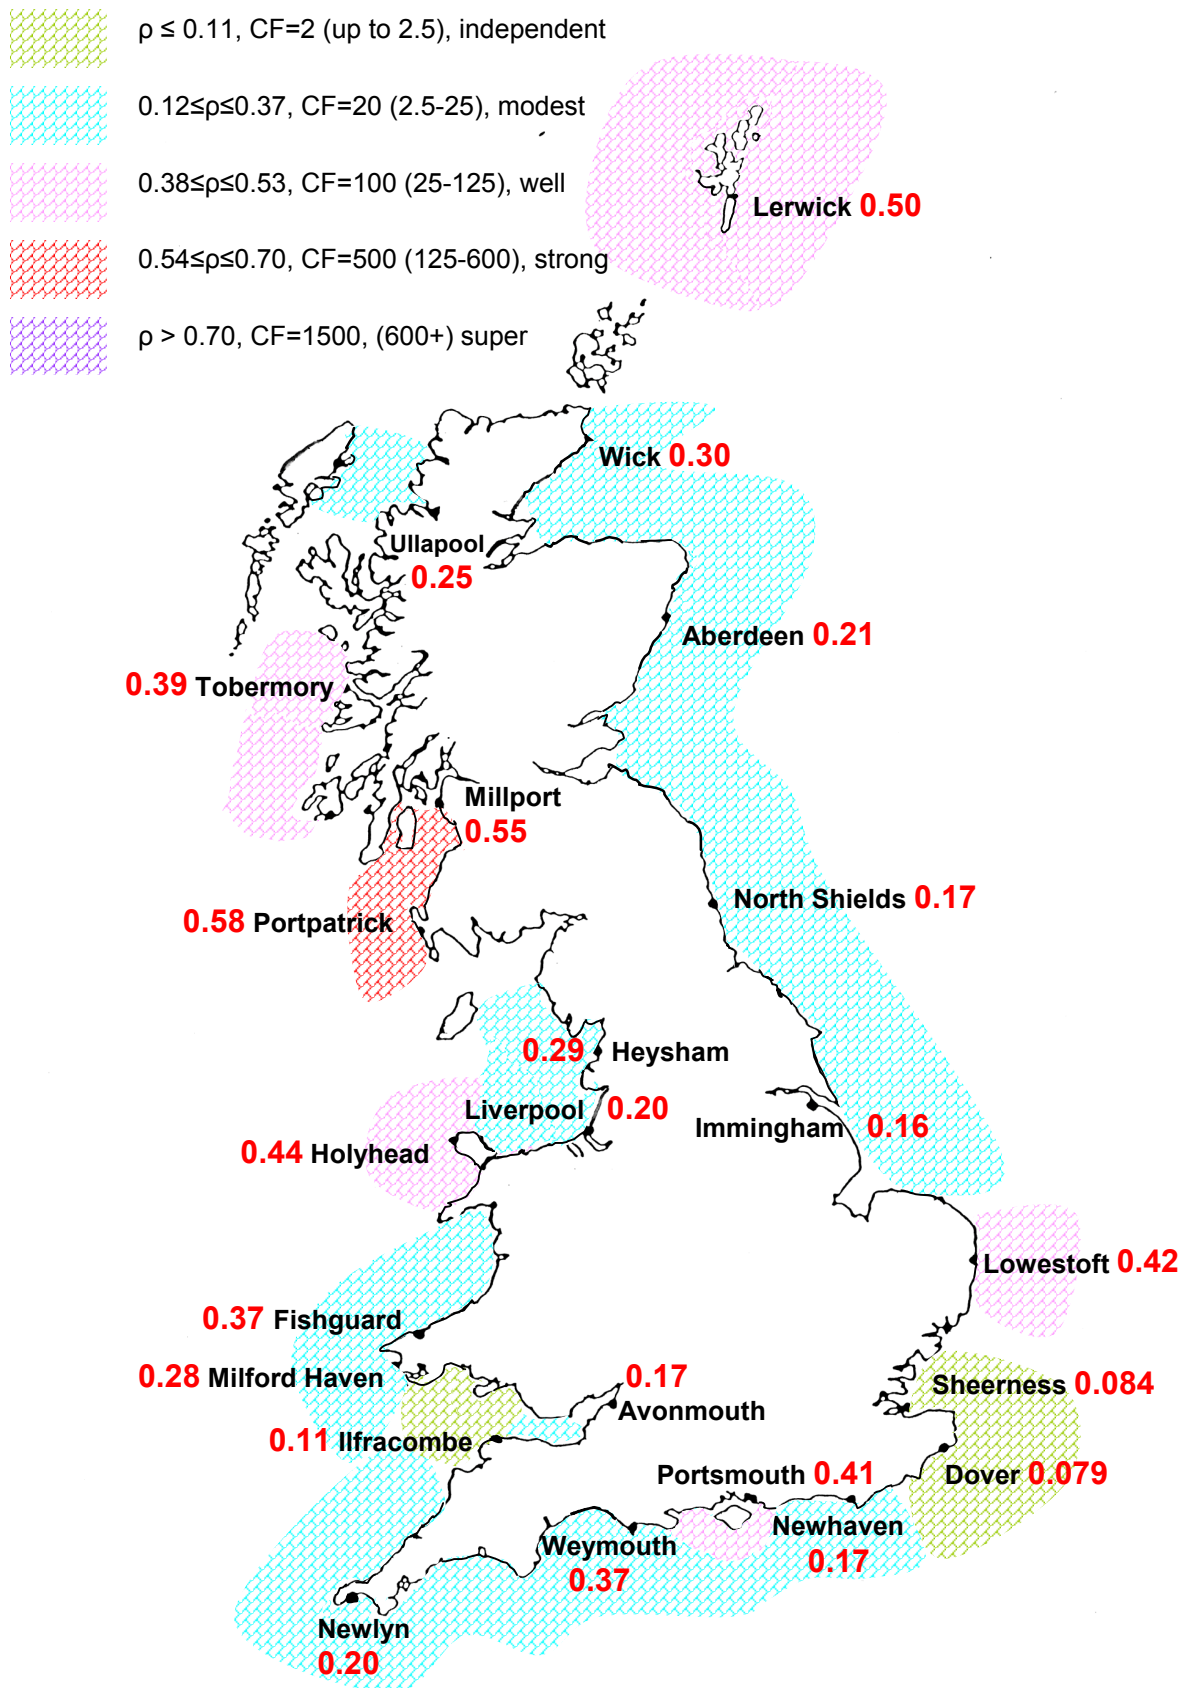 ρ ≤ 0.11, CF=2 (up to 2.5), independent
0.12≤ρ≤0.37, CF=20 (2.5-25), modest
0.38≤ρ≤0.53, CF=100 (25-125), well
0.54≤ρ≤0.70, CF=500 (125-600), strong
ρ > 0.70, CF=1500, (600+) super
Lerwick 0.50
Wick 0.30
Ullapool
0.25
Aberdeen 0.21
0.39 Tobermory
Millport
0.55
North Shields 0.17
0.58 Portpatrick
0.29 Heysham
Liverpool 0.20
Immingham 0.16
0.44 Holyhead
Lowestoft 0.42
0.37 Fishguard
0.28 Milford Haven
0.17
Avonmouth
Sheerness 0.084
0.11 Ilfracombe
Portsmouth 0.41
Dover 0.079
Newhaven
0.17
Weymouth
0.37
Newlyn
0.20